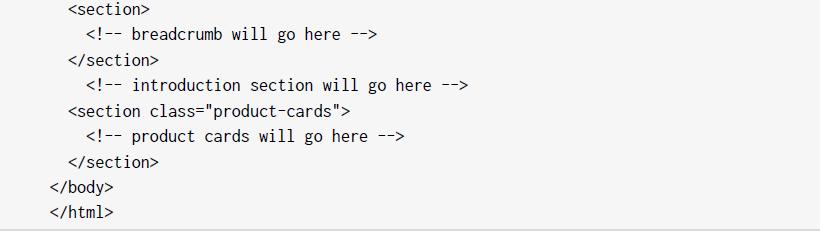 <section>
<!-- breadcrumb will go here -->
</section>
<!-- introduction section will go here -->
<section class="product-cards">
<!-- product cards will go here -->
</section>
</body>
</html>